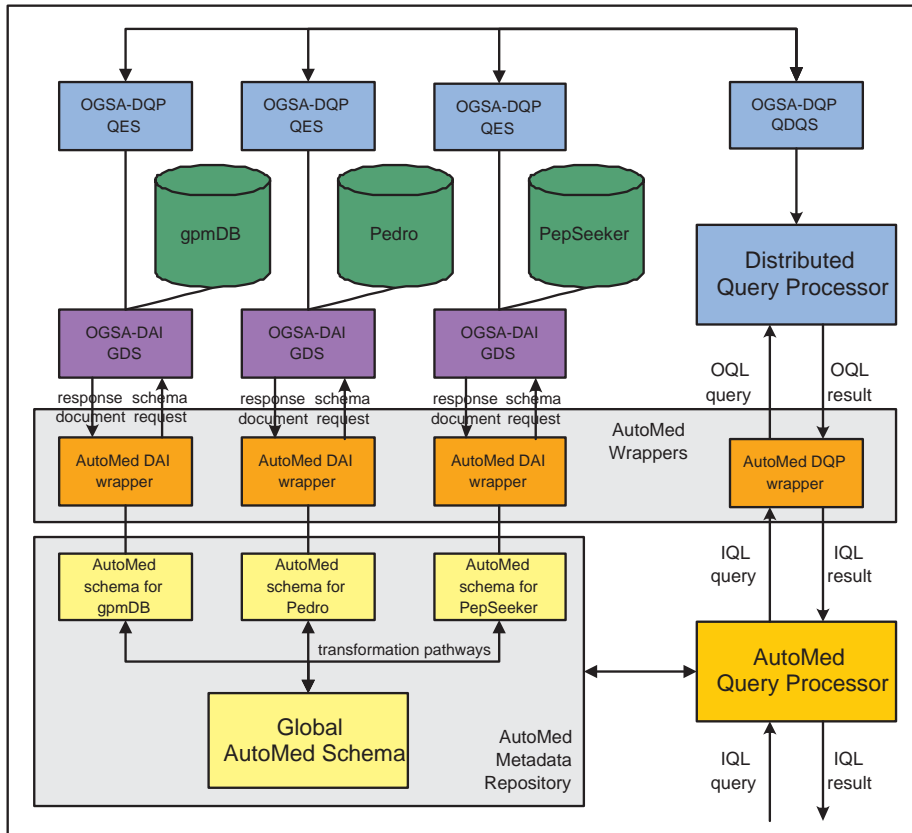 OGSA-DQP
QES
OGSA-DQP
QES
OGSA-DQP
QES
OGSA-DQP
QDQS
gpmDB
Pedro
PepSeeker
Distributed
Query Processor
OGSA-DAI
GDS
OGSA-DAI
GDS
OGSA-DAI
GDS
response
document
schema
request
response
document
schema
request
response
document
schema
request
OQL
query
OQL
result
AutoMed
Wrappers
AutoMed DAI
wrapper
AutoMed DAI
wrapper
AutoMed DAI
wrapper
AutoMed DQP
wrapper
AutoMed
schema for
gpmDB
AutoMed
schema for
Pedro
AutoMed
schema for
PepSeeker
IQL
query
IQL
result
transformation pathways
Global
AutoMed Schema
AutoMed
Metadata
Repository
AutoMed
Query Processor
IQL
query
IQL
result